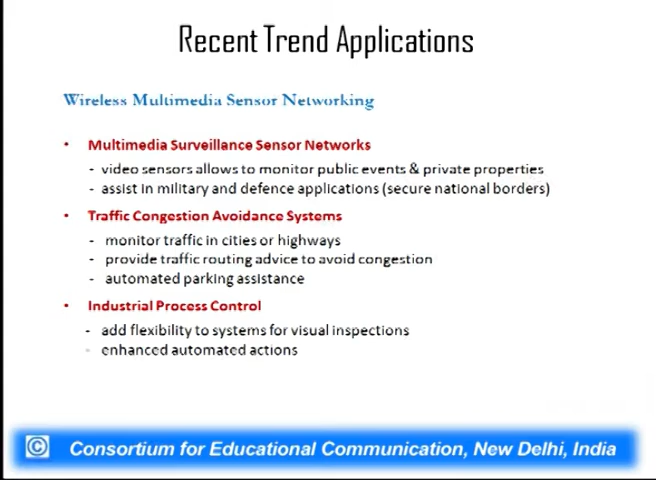 Recent Trend Applications
Wireless Multimedia Sensor Networking
• Multimedia Surveillance Sensor Networks
- video sensors allows to monitor public events & private properties
- assist in military and defence applications (secure national borders)
• Traffic Congestion Avoidance Systems
- monitor traffic in cities or highways
- provide traffic routing advice to avoid congestion
- automated parking assistance
• Industrial Process Control
- add flexibility to systems for visual inspections
- enhanced automated actions
© Consortium for Educational Communication, New Delhi, India